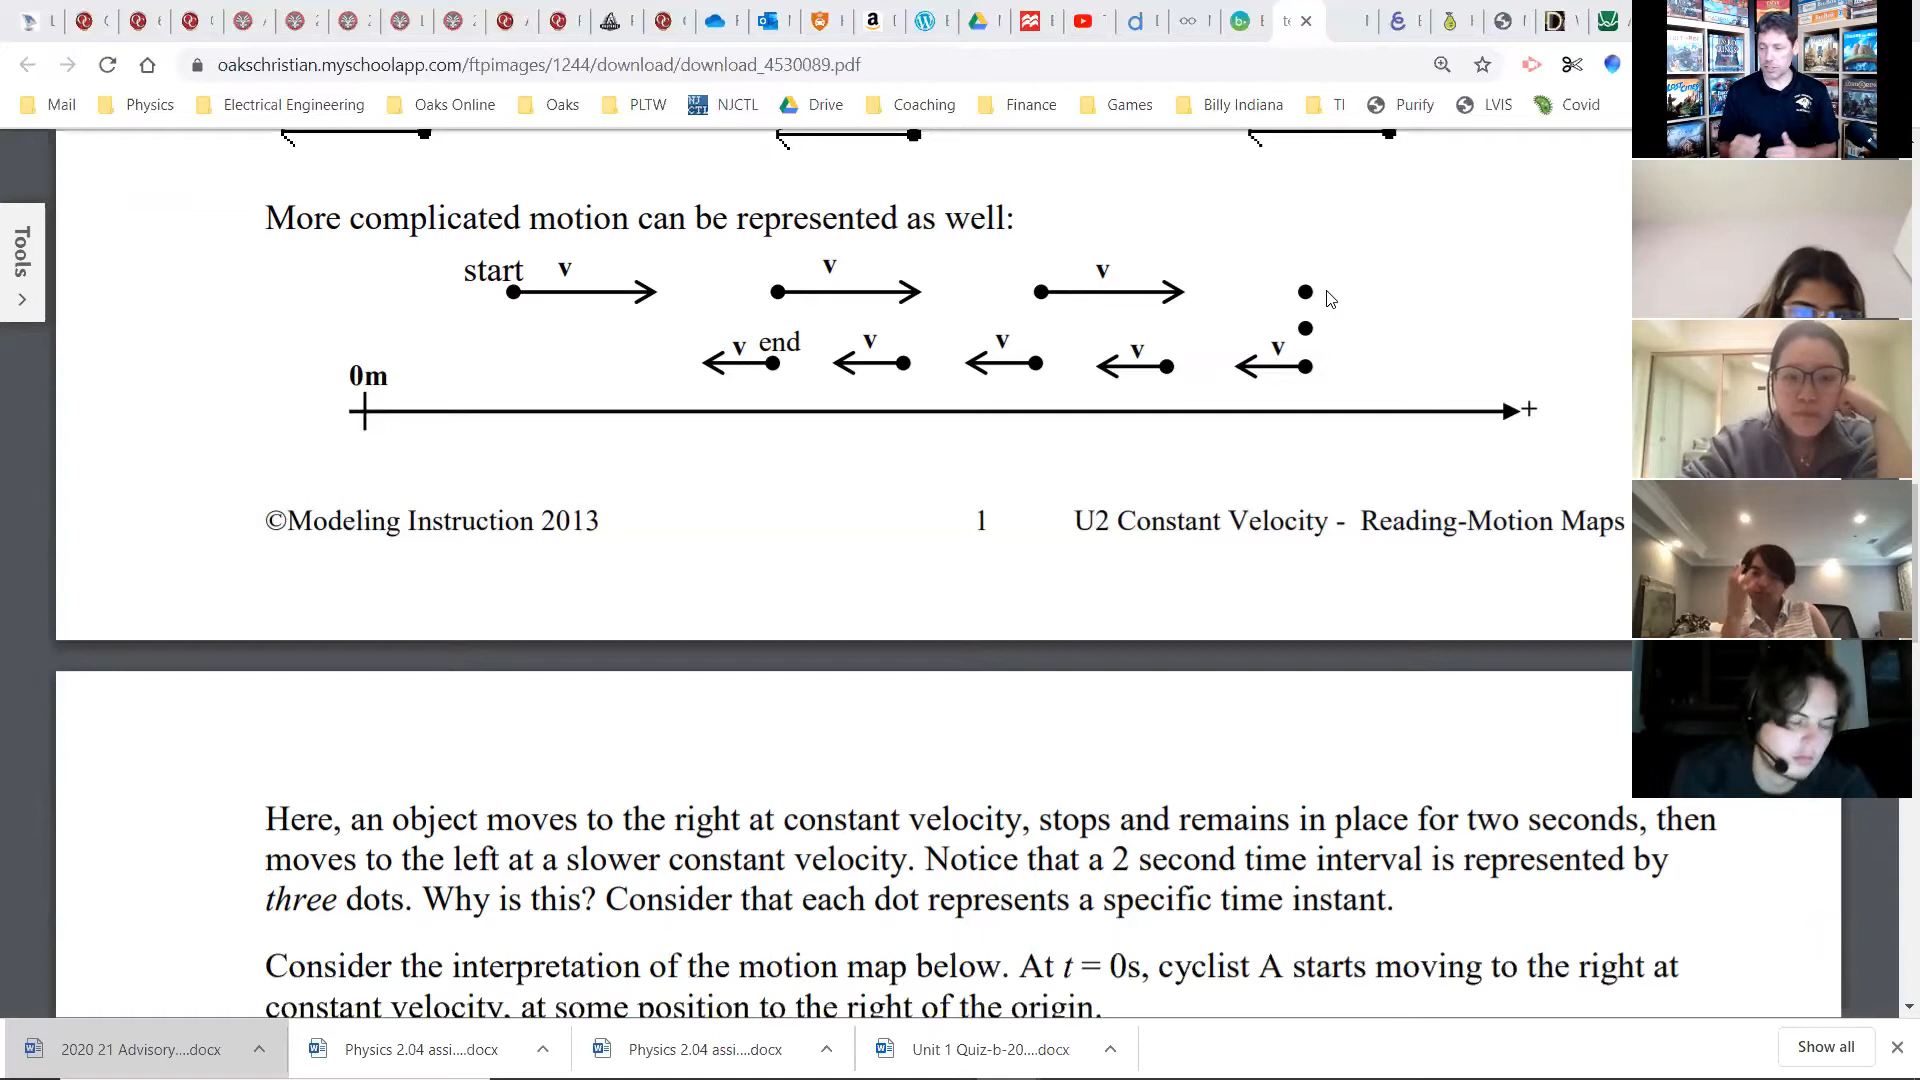 oakschristian.myschoolapp.com/ftpimages/1244/download/download_4530089.pdf
Mail Physics Electrical Engineering Oaks Online Oaks PLTW NJCTL Drive Coaching Finance Games Billy Indiana TI Purify LVIS Covid
Tools
More complicated motion can be represented as well:
start v v v
v end v v v v
0m
+
©Modeling Instruction 2013 1 U2 Constant Velocity - Reading-Motion Maps
Here, an object moves to the right at constant velocity, stops and remains in place for two seconds, then
moves to the left at a slower constant velocity. Notice that a 2 second time interval is represented by
three dots. Why is this? Consider that each dot represents a specific time instant.
Consider the interpretation of the motion map below. At t = 0s, cyclist A starts moving to the right at
constant velocity, at some position to the right of the origin.
2020 21 Advisory....docx Physics 2.04 assi....docx Physics 2.04 assi....docx Unit 1 Quiz-b-20....docx Show all